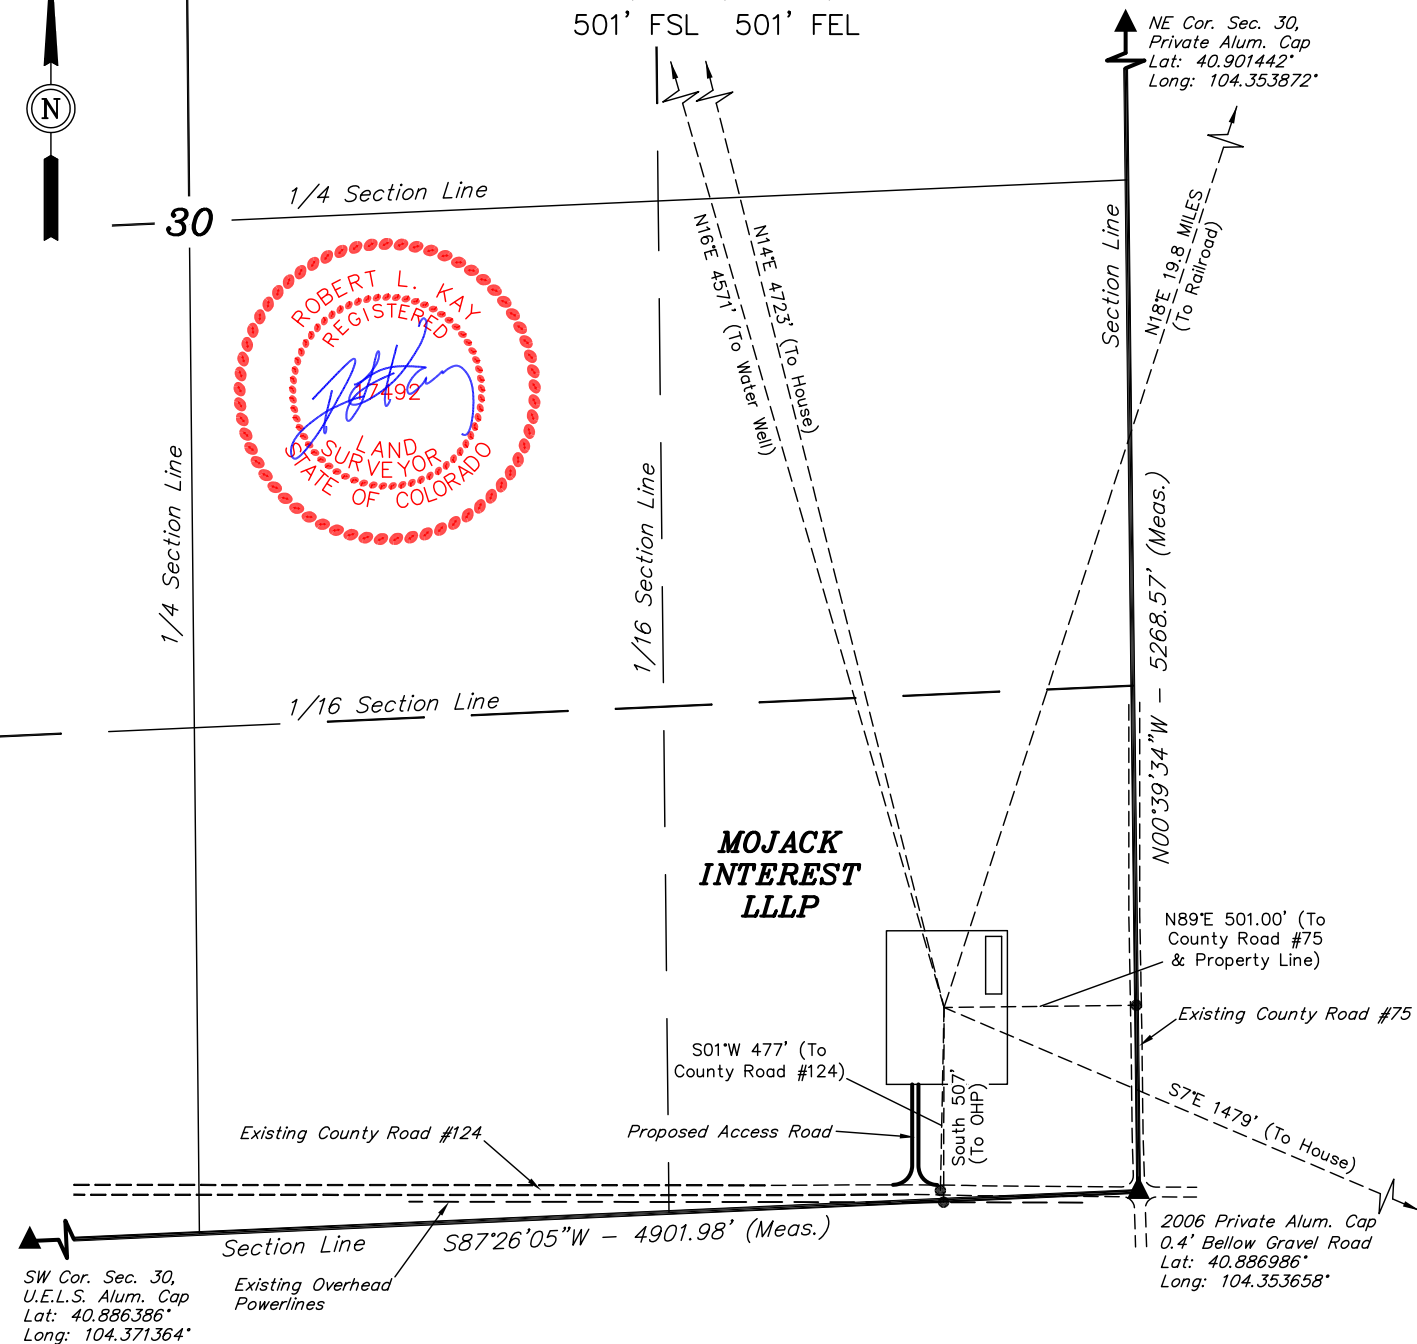 501' FSL 501' FEL
NE Cor. Sec. 30,
Private Alum. Cap
Lat: 40.901442°
Long: 104.353872°
N
1/4 Section Line
30
ROBERT L. KAY
REGISTERED
17492
LAND
SURVEYOR
STATE OF COLORADO
N16°E 4571' (To Water Well)
N14°E 4723' (To House)
N18°E 19.8 MILES
(To Railroad)
Section Line
1/4 Section Line
1/16 Section Line
1/16 Section Line
N00°39'34"W - 5268.57' (Meas.)
MOJACK
INTEREST
LLLP
N89°E 501.00' (To
County Road #75
& Property Line)
Existing County Road #75
S01°W 477' (To
County Road #124)
South 507'
(To OHP)
S7°E 1479' (To House)
Existing County Road #124
Proposed Access Road
Section Line
S87°26'05"W - 4901.98' (Meas.)
2006 Private Alum. Cap
0.4' Bellow Gravel Road
Lat: 40.886986°
Long: 104.353658°
SW Cor. Sec. 30,
U.E.L.S. Alum. Cap
Lat: 40.886386°
Long: 104.371364°
Existing Overhead
Powerlines